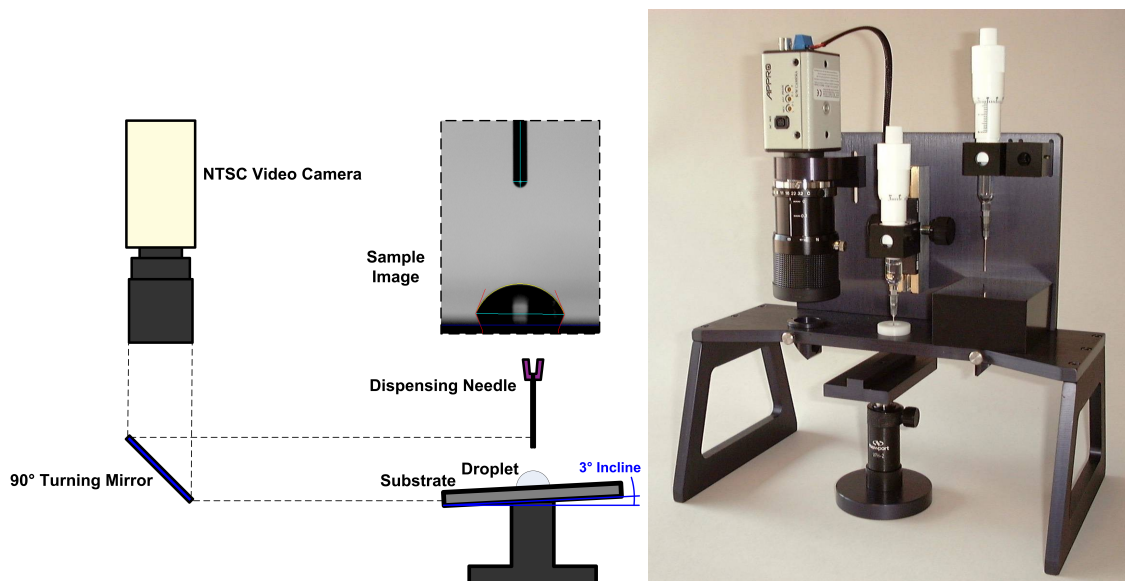 NTSC Video Camera
Sample
Image
Dispensing Needle
90° Turning Mirror
Substrate
Droplet
3° Incline
APPRO
Newport